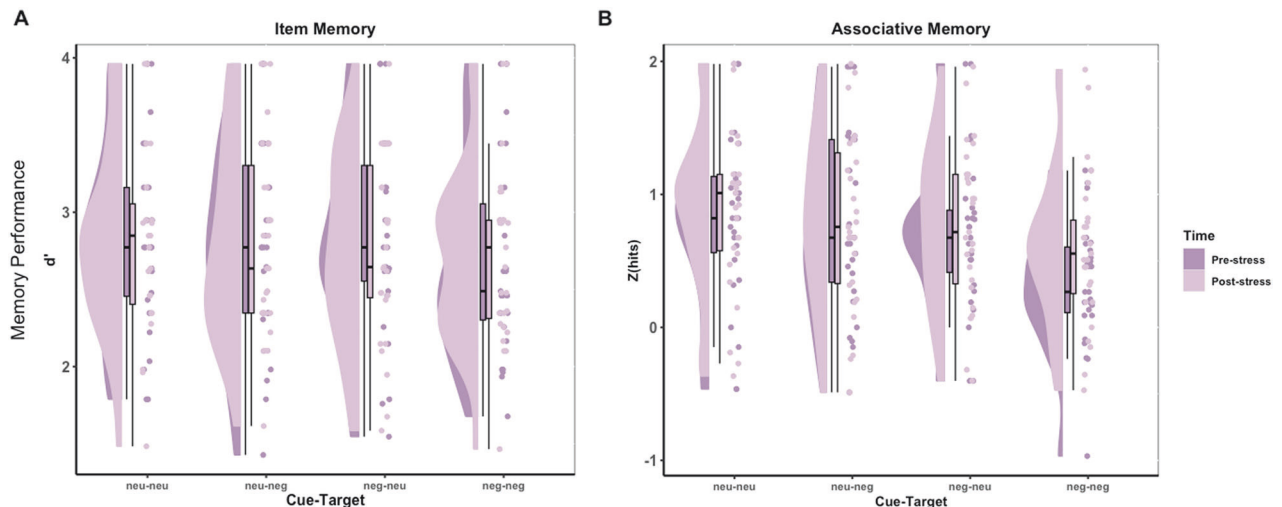 A
Item Memory
Memory Performance
d'
4
3
2
neu-neu
neu-neg
neg-neu
neg-neg
Cue-Target
B
Associative Memory
Z(hits)
2
1
0
-1
neu-neu
neu-neg
neg-neu
neg-neg
Cue-Target
Time
Pre-stress
Post-stress